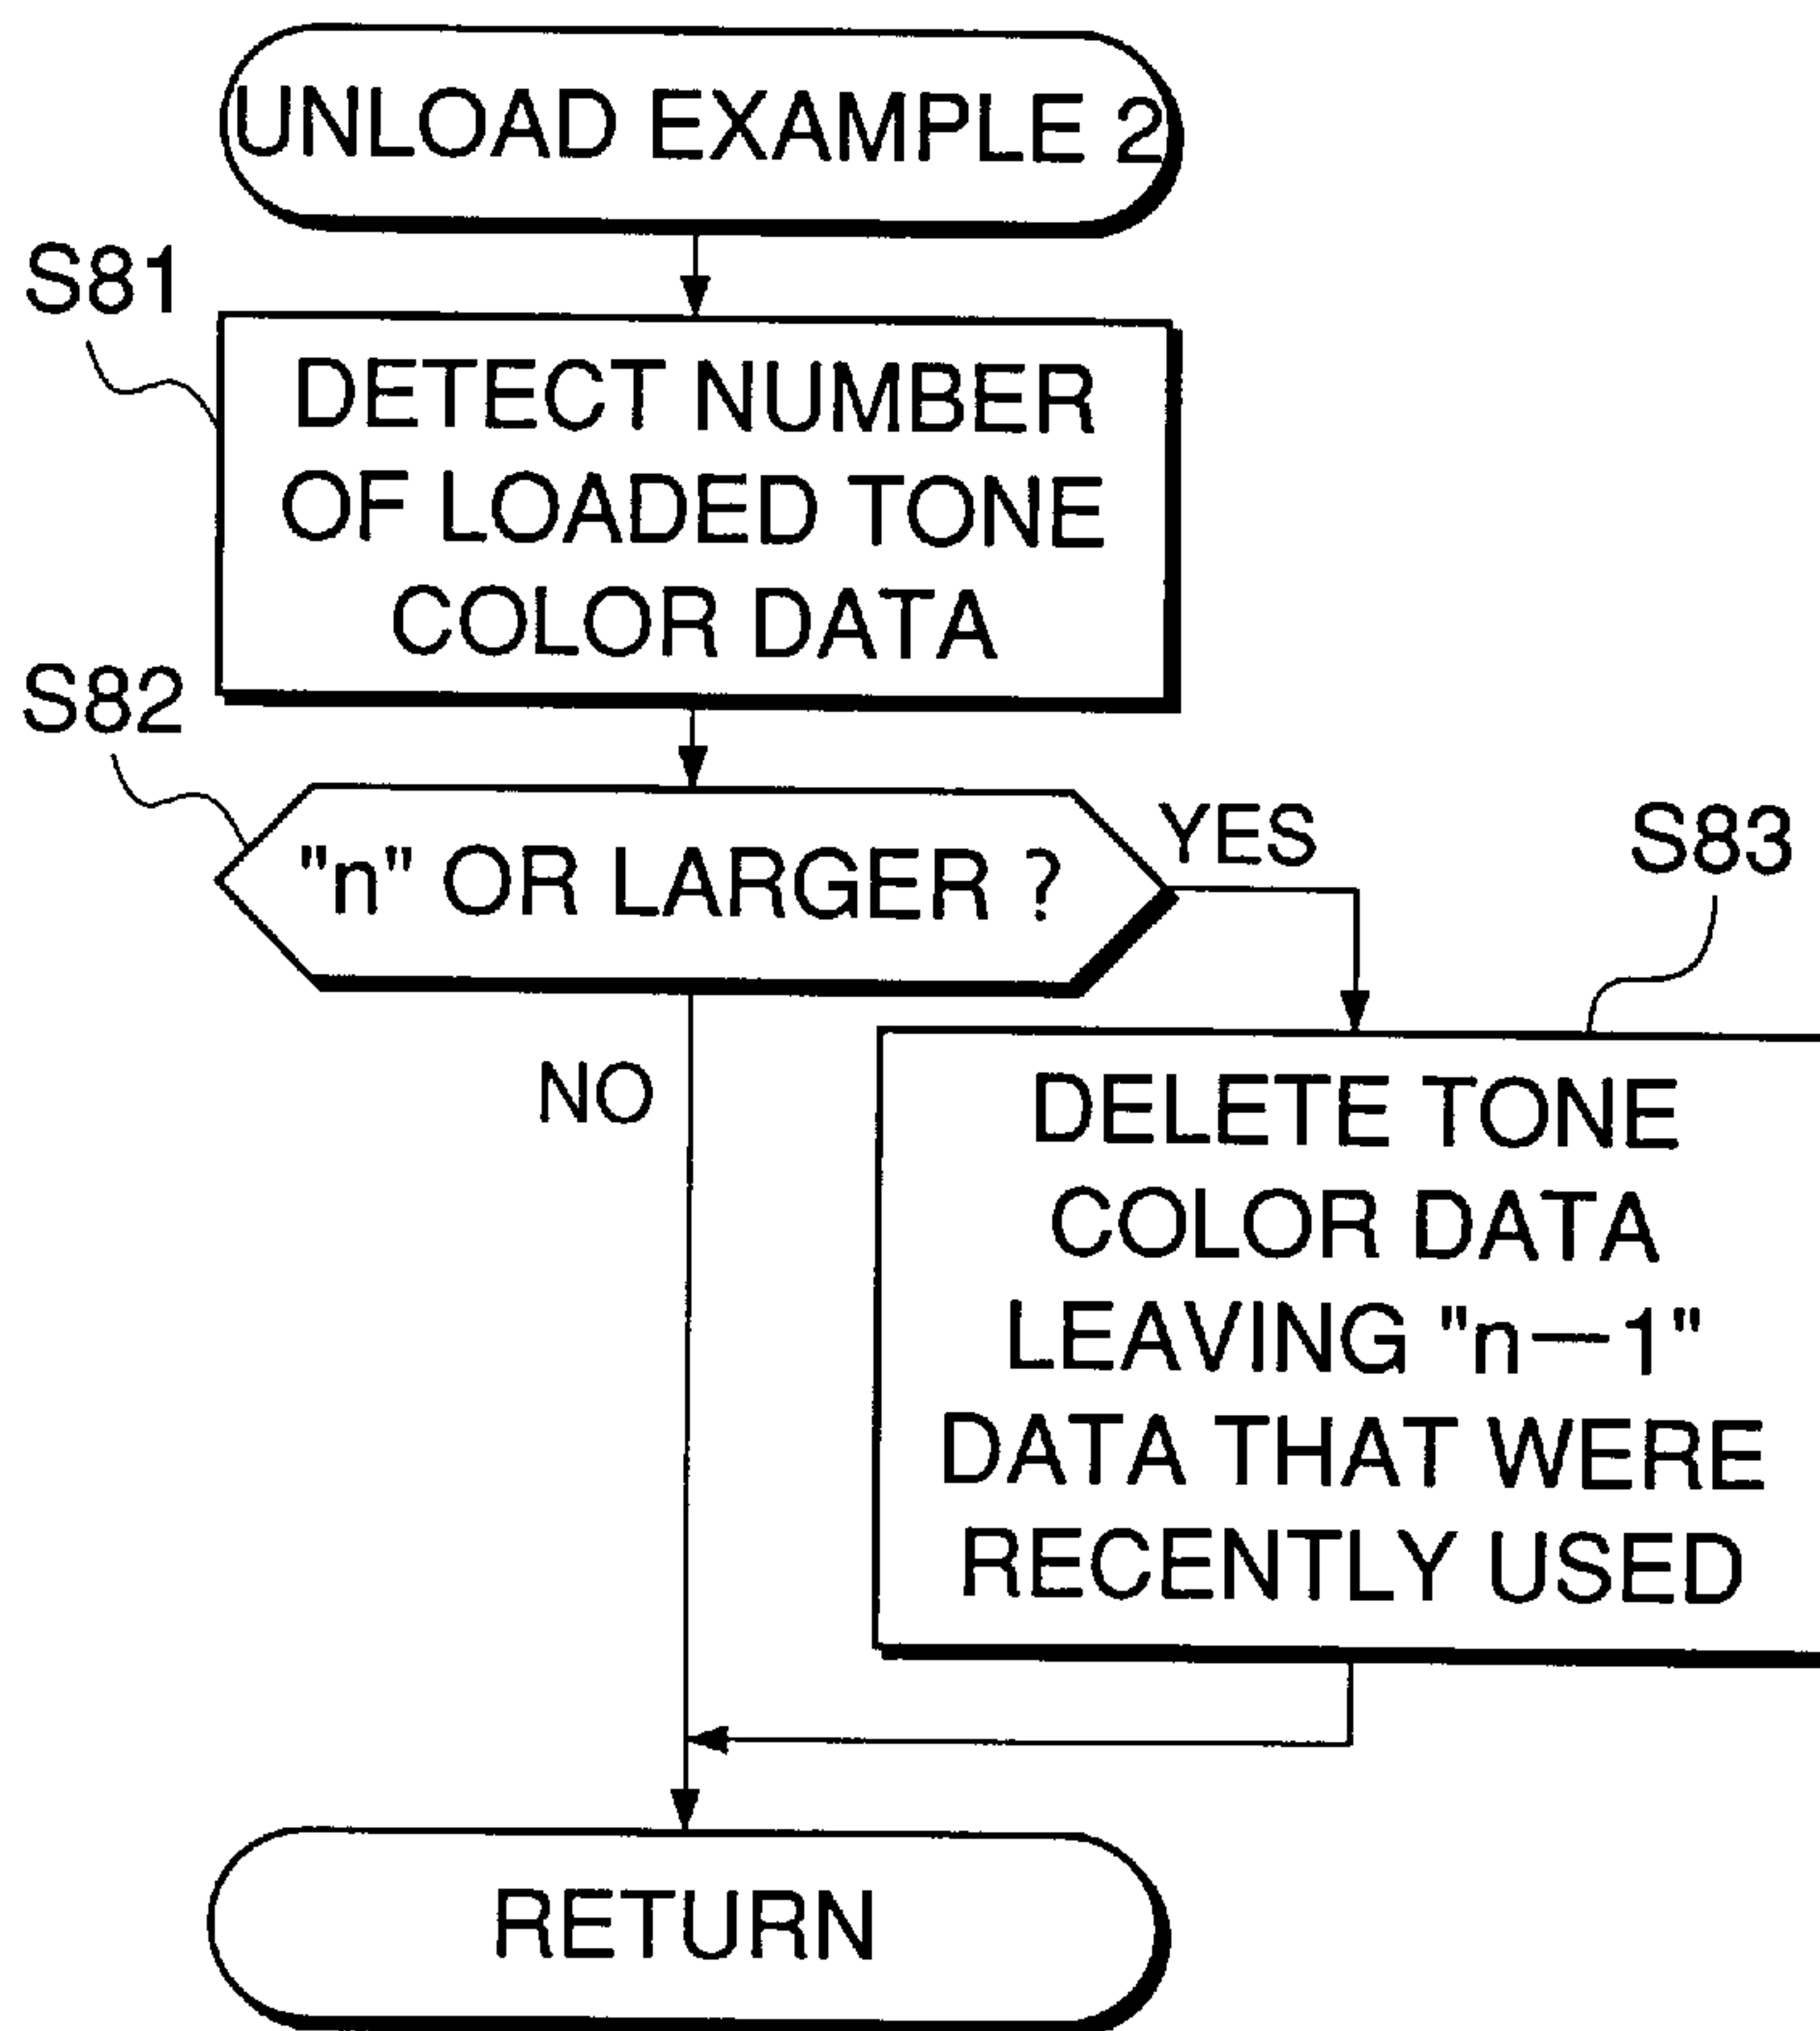 UNLOAD EXAMPLE 2
S81
DETECT NUMBER
OF LOADED TONE
COLOR DATA
S82
"n" OR LARGER ?
YES
S83
NO
DELETE TONE
COLOR DATA
LEAVING "n—1"
DATA THAT WERE
RECENTLY USED
RETURN